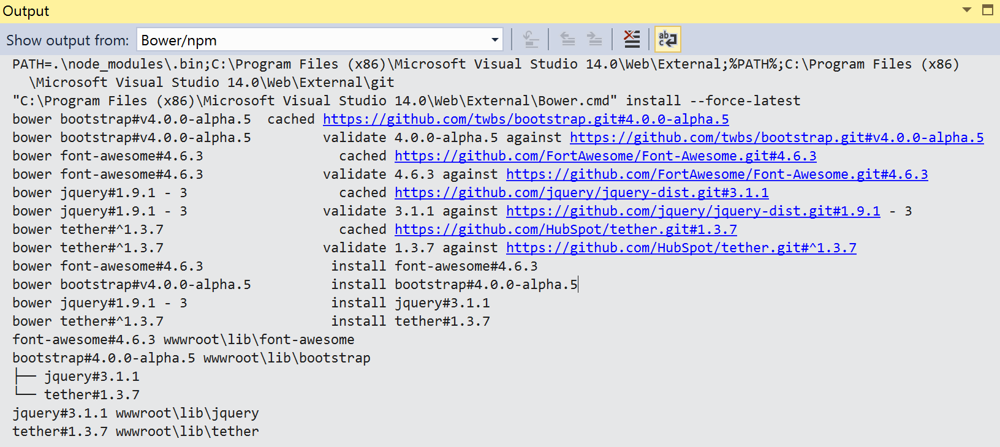 Output
Show output from: Bower/npm
PATH=.\node_modules\.bin;C:\Program Files (x86)\Microsoft Visual Studio 14.0\Web\External;%PATH%;C:\Program Files (x86)
\Microsoft Visual Studio 14.0\Web\External\git
"C:\Program Files (x86)\Microsoft Visual Studio 14.0\Web\External\Bower.cmd" install --force-latest
bower bootstrap#v4.0.0-alpha.5  cached https://github.com/twbs/bootstrap.git#4.0.0-alpha.5
bower bootstrap#v4.0.0-alpha.5         validate 4.0.0-alpha.5 against https://github.com/twbs/bootstrap.git#v4.0.0-alpha.5
bower font-awesome#4.6.3                 cached https://github.com/FortAwesome/Font-Awesome.git#4.6.3
bower font-awesome#4.6.3               validate 4.6.3 against https://github.com/FortAwesome/Font-Awesome.git#4.6.3
bower jquery#1.9.1 - 3                   cached https://github.com/jquery/jquery-dist.git#3.1.1
bower jquery#1.9.1 - 3                 validate 3.1.1 against https://github.com/jquery/jquery-dist.git#1.9.1 - 3
bower tether#^1.3.7                      cached https://github.com/HubSpot/tether.git#1.3.7
bower tether#^1.3.7                    validate 1.3.7 against https://github.com/HubSpot/tether.git#^1.3.7
bower font-awesome#4.6.3                install font-awesome#4.6.3
bower bootstrap#v4.0.0-alpha.5          install bootstrap#4.0.0-alpha.5
bower jquery#1.9.1 - 3                  install jquery#3.1.1
bower tether#^1.3.7                     install tether#1.3.7
font-awesome#4.6.3 wwwroot\lib\font-awesome
bootstrap#4.0.0-alpha.5 wwwroot\lib\bootstrap
├── jquery#3.1.1
└── tether#1.3.7
jquery#3.1.1 wwwroot\lib\jquery
tether#1.3.7 wwwroot\lib\tether